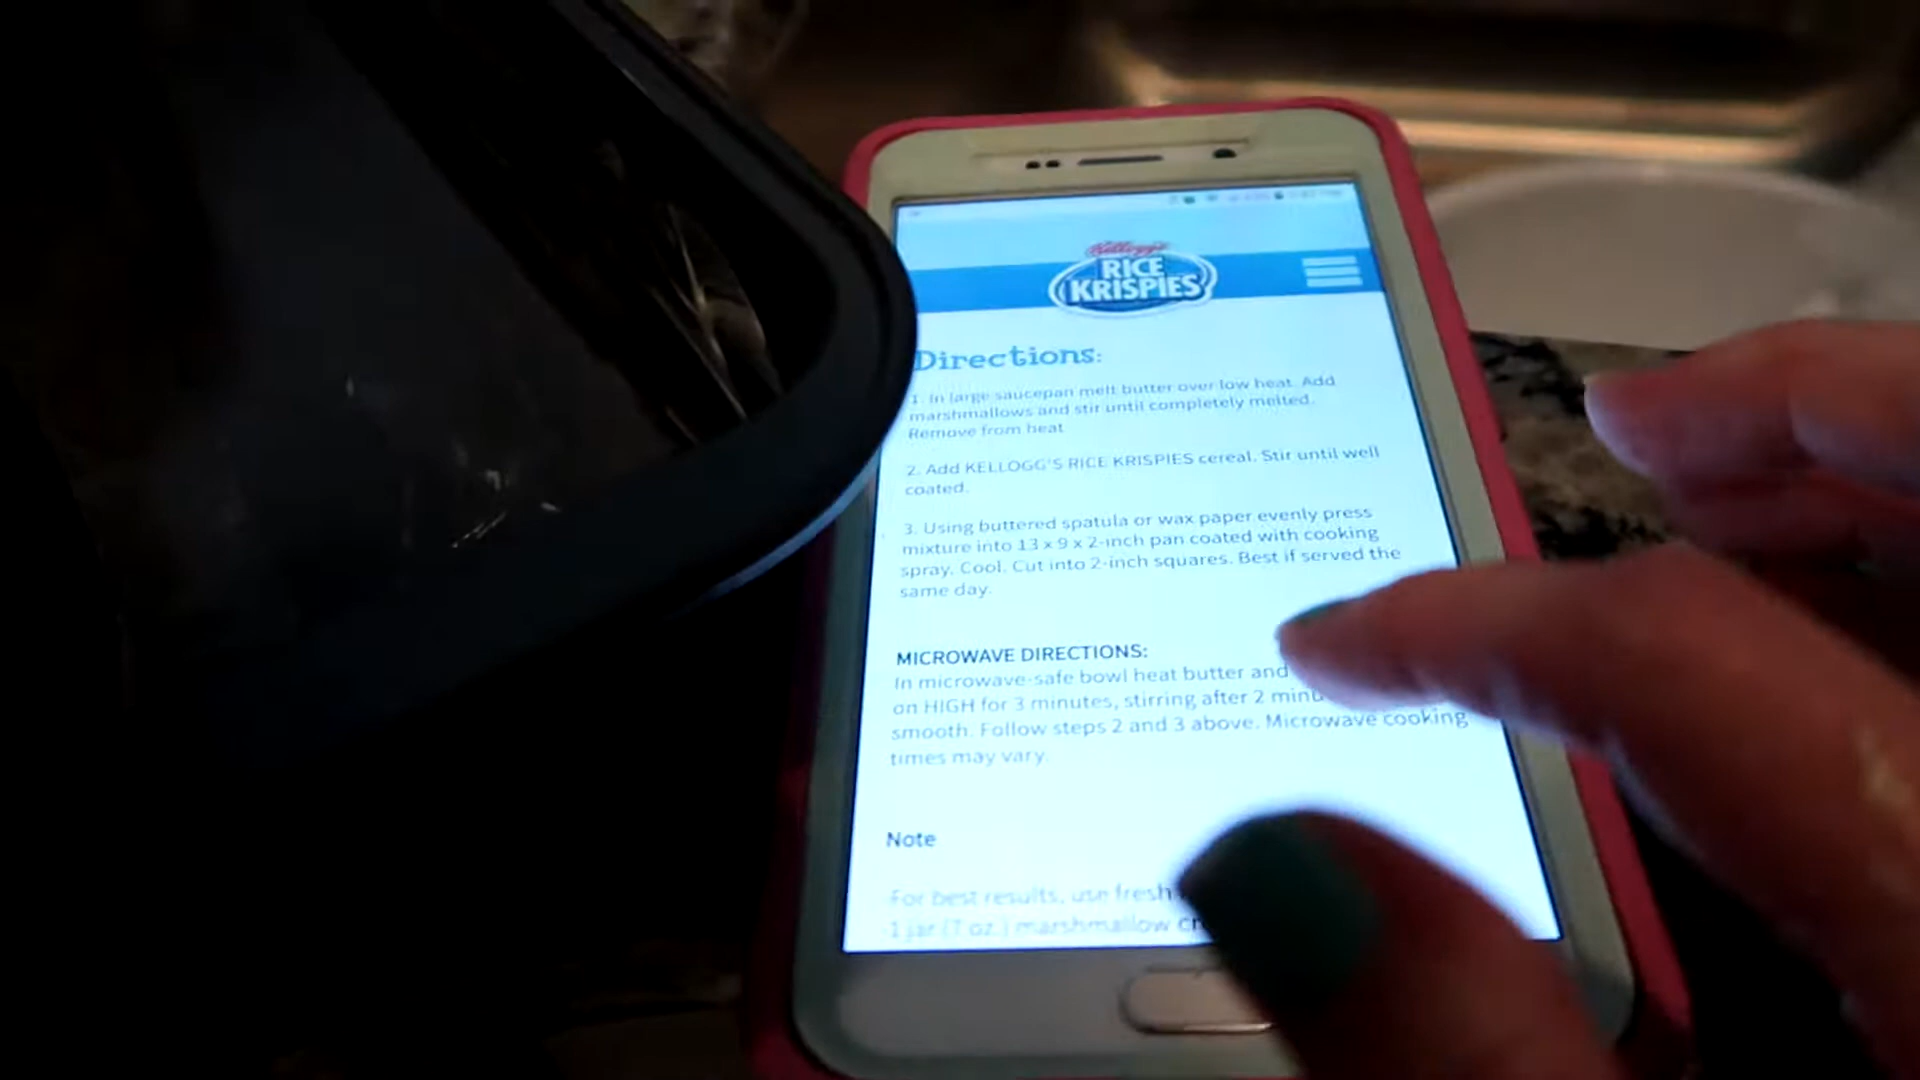 Kellogg's
RICE
KRISPIES
Directions:
1. In large saucepan melt butter over low heat. Add
marshmallows and stir until completely melted.
Remove from heat
2. Add KELLOGG'S RICE KRISPIES cereal. Stir until well
coated.
3. Using buttered spatula or wax paper evenly press
mixture into 13 x 9 x 2-inch pan coated with cooking
spray. Cool. Cut into 2-inch squares. Best if served the
same day.
MICROWAVE DIRECTIONS:
In microwave-safe bowl heat butter and
on HIGH for 3 minutes, stirring after 2
smooth. Follow steps 2 and 3 above. Microwave cooking
times may vary.
Note
For best results, use fresh
1 jar (7 oz.) marshmallow